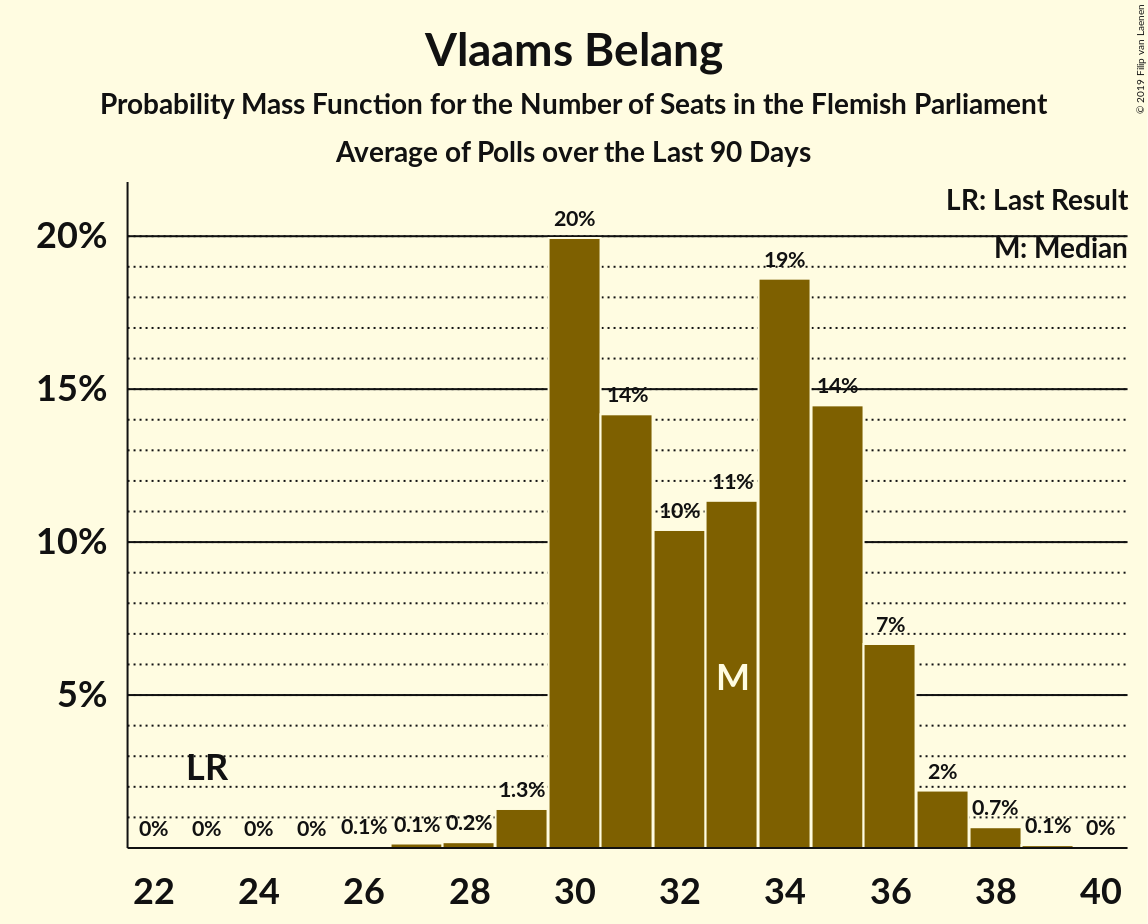 Vlaams Belang
Probability Mass Function for the Number of Seats in the Flemish Parliament
Average of Polls over the Last 90 Days
© 2019 Filip van Laenen
LR: Last Result
M: Median
20%
15%
10%
5%
0%
0%
0%
0%
0.1%
0.1%
0.2%
1.3%
20%
14%
10%
11%
19%
14%
7%
2%
0.7%
0.1%
0%
LR
M
22 24 26 28 30 32 34 36 38 40